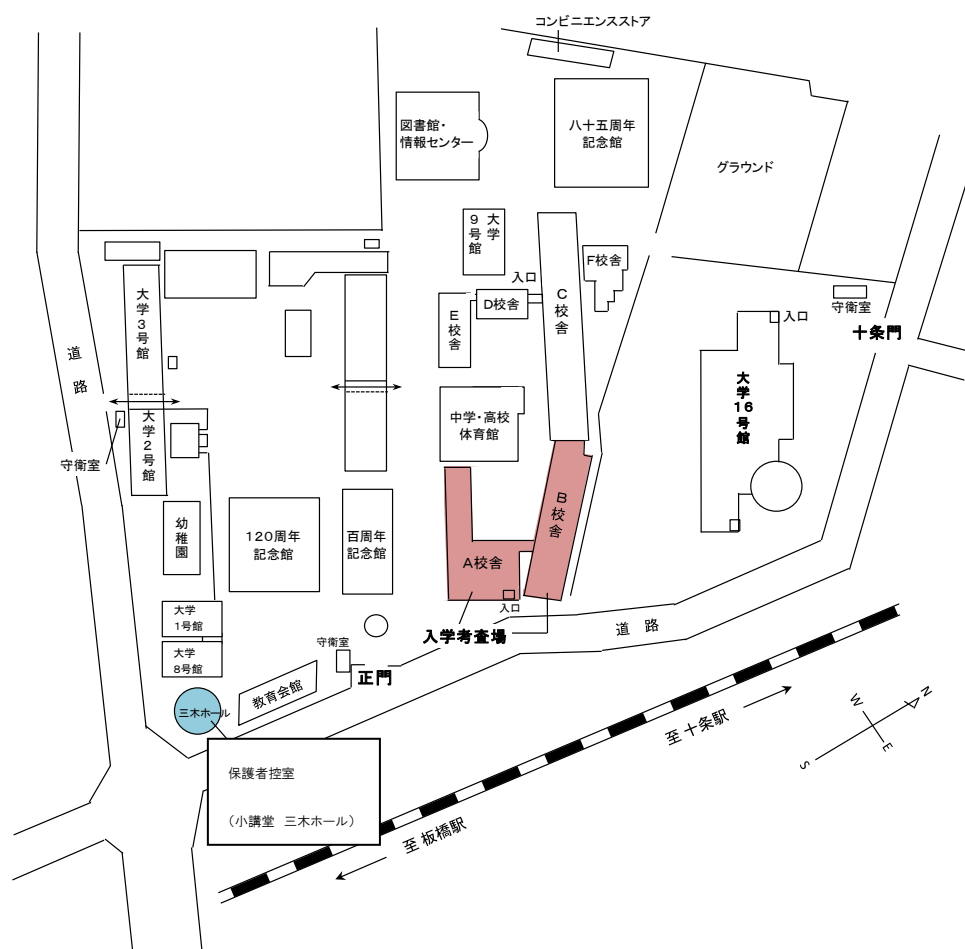 コンビニエンスストア
図書館・
情報センター
八十五周年
記念館
グラウンド
大学
9号館
入口
F校舎
C校舎
D校舎
E校舎
守衛室
入口
十条門
大学3号館
道路
大学16号館
中学・高校
体育館
大学2号館
守衛室
B校舎
幼稚園
120周年
記念館
百周年
記念館
A校舎
入口
大学
1号館
入学考査場
道路
守衛室
大学
8号館
正門
教育会館
三木ホール
至 十条駅
W
N
S
E
保護者控室
（小講堂 三木ホール）
至 板橋駅